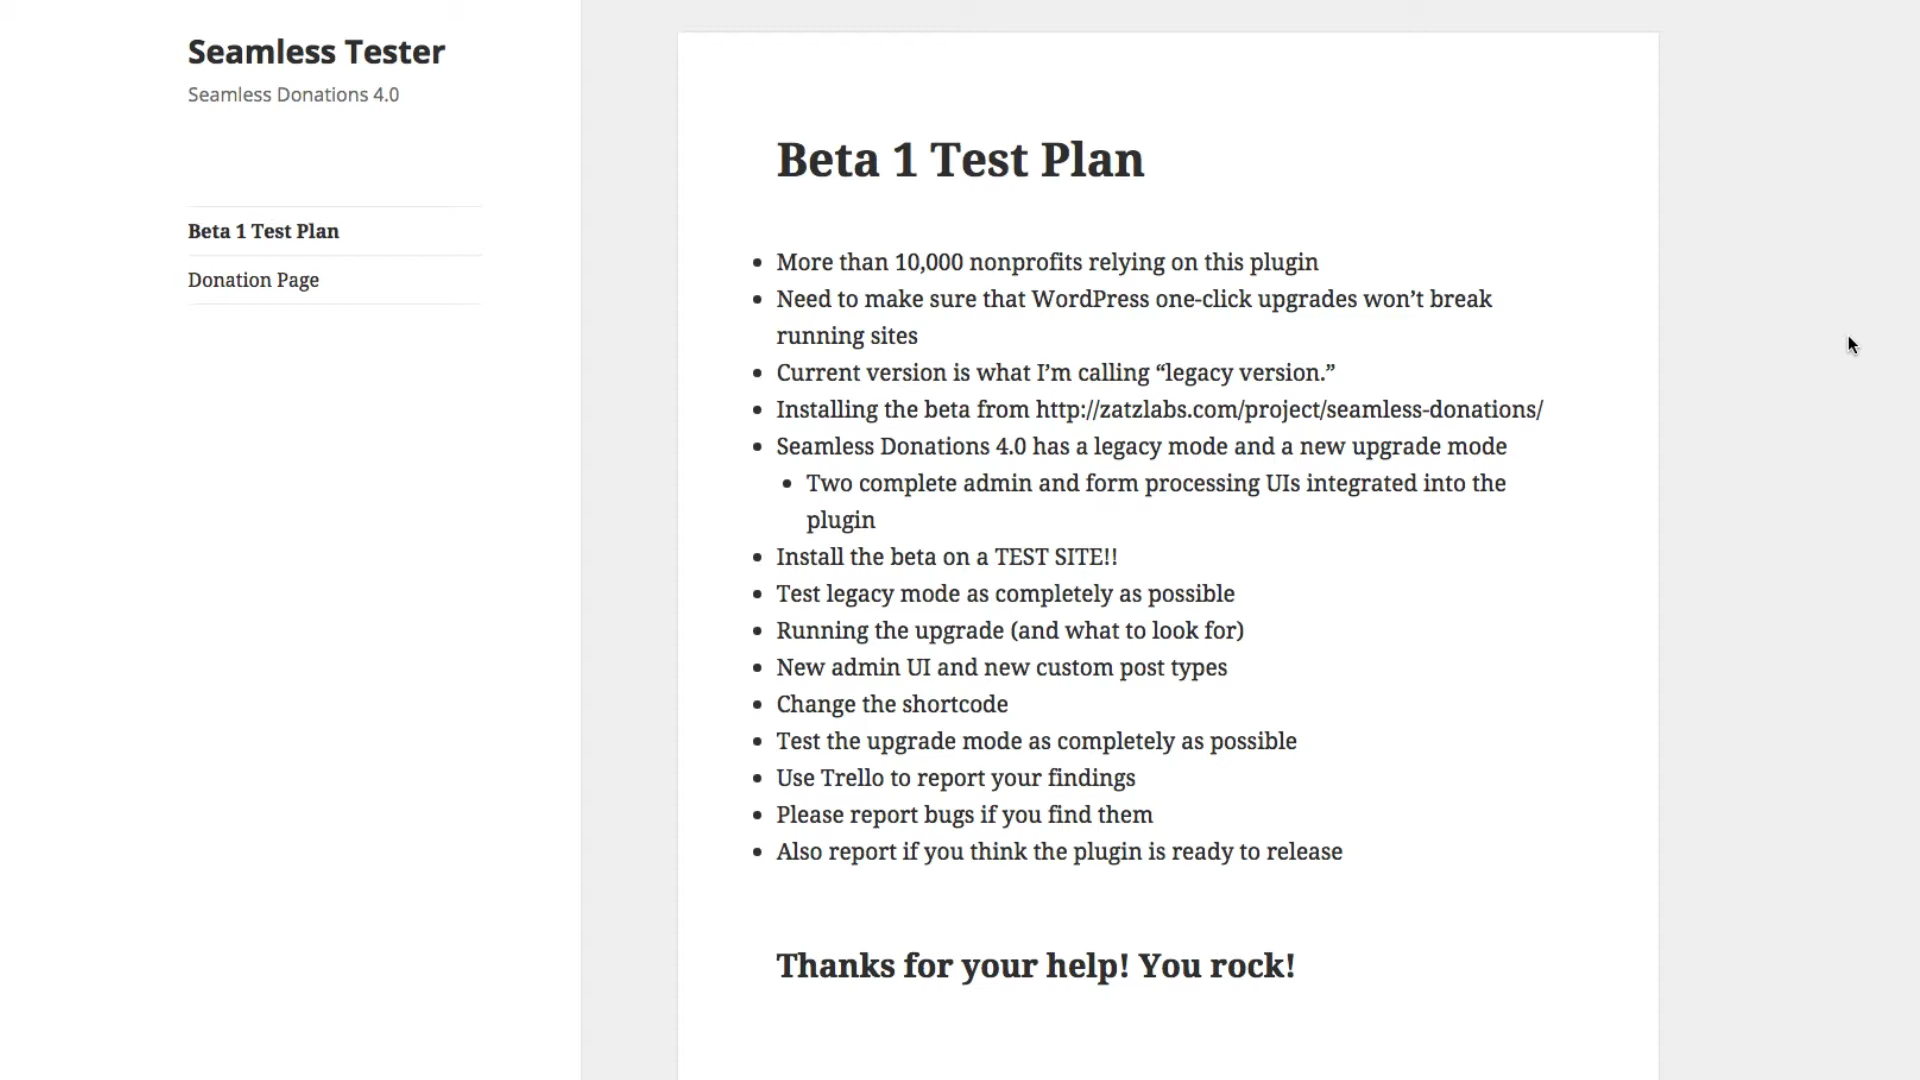 Seamless Tester
Seamless Donations 4.0
Beta 1 Test Plan
Donation Page
Beta 1 Test Plan
More than 10,000 nonprofits relying on this plugin
Need to make sure that WordPress one-click upgrades won’t break
running sites
Current version is what I’m calling “legacy version.”
Installing the beta from http://zatzlabs.com/project/seamless-donations/
Seamless Donations 4.0 has a legacy mode and a new upgrade mode
Two complete admin and form processing UIs integrated into the
plugin
Install the beta on a TEST SITE!!
Test legacy mode as completely as possible
Running the upgrade (and what to look for)
New admin UI and new custom post types
Change the shortcode
Test the upgrade mode as completely as possible
Use Trello to report your findings
Please report bugs if you find them
Also report if you think the plugin is ready to release
Thanks for your help! You rock!